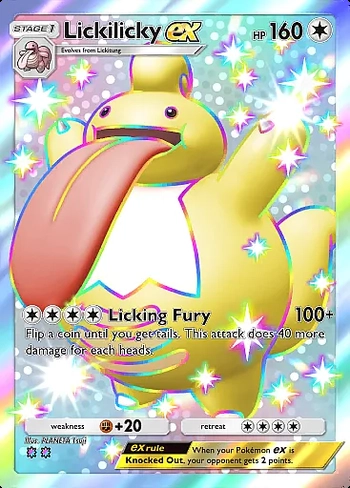 STAGE 1 Lickilicky ex HP 160
Evolves from Lickitung
Licking Fury 100+
Flip a coin until you get tails. This attack does 40 more
damage for each heads.
weakness +20 retreat
Illus. PLANETA Tsuji
ex rule When your Pokémon ex is
Knocked Out, your opponent gets 2 points.